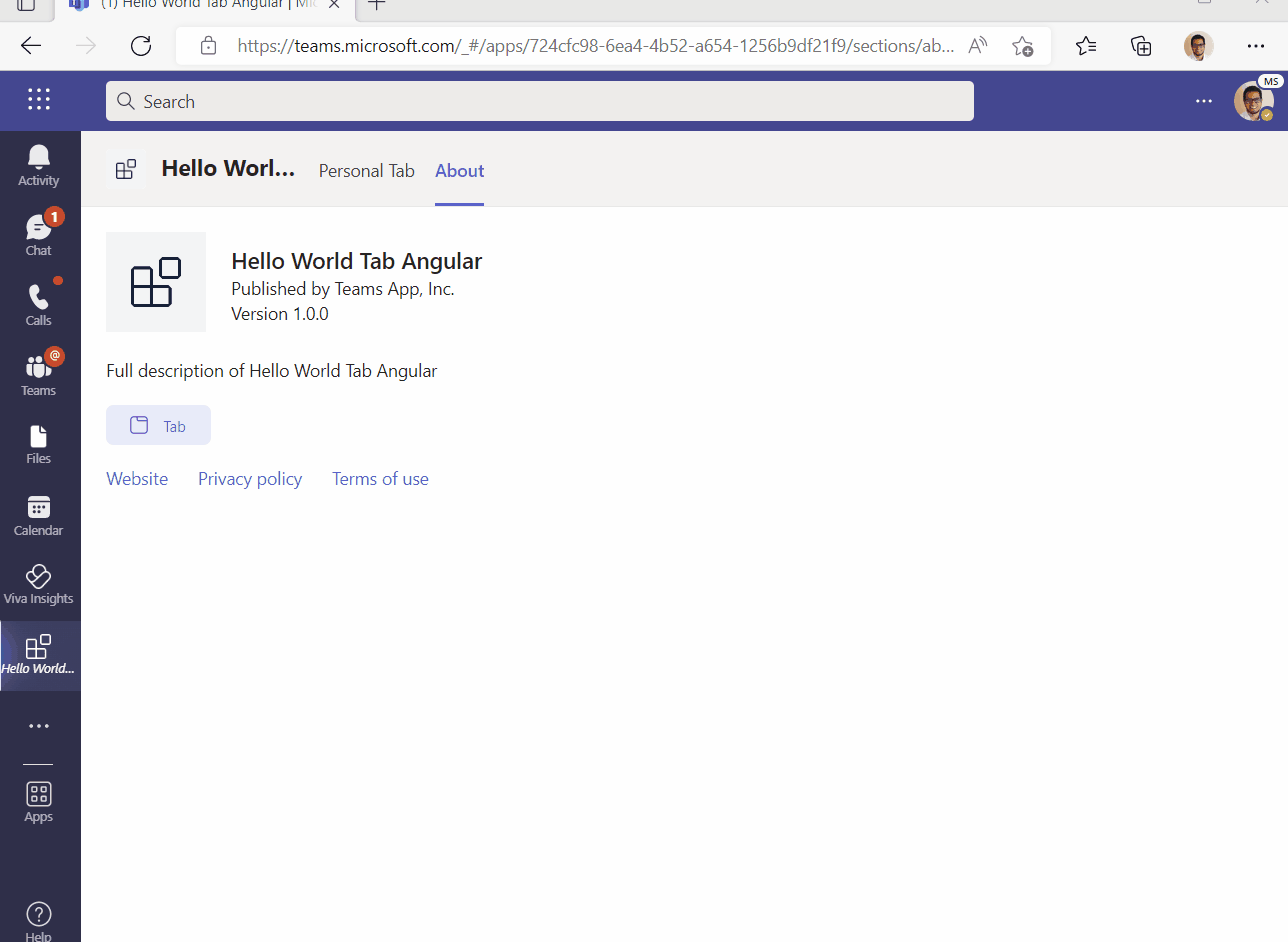 (1) Hello World Tab Angular | Mic
https://teams.microsoft.com/_#/apps/724cfc98-6ea4-4b52-a654-1256b9df21f9/sections/ab...
Search
MS
Activity
1
Chat
Calls
@
Teams
Files
Calendar
Viva Insights
Hello World...
Apps
Help
Hello Worl...
Personal Tab
About
Hello World Tab Angular
Published by Teams App, Inc.
Version 1.0.0
Full description of Hello World Tab Angular
Tab
Website Privacy policy Terms of use